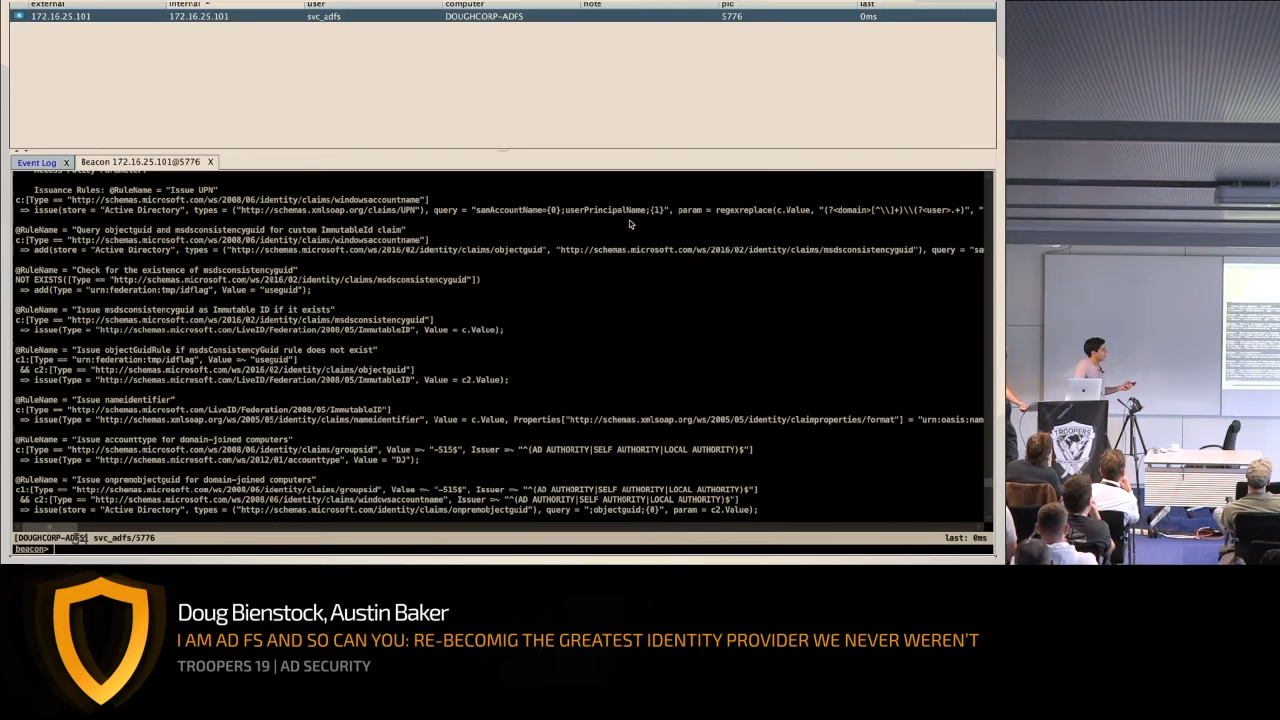 external internal user computer note pid last
172.16.25.101 172.16.25.101 svc_adfs DOUGHCORP-ADFS 5776 0ms
Event Log X Beacon 172.16.25.101@5776 X
Access Policy Parameter:
Issuance Rules: @RuleName = "Issue UPN"
c:[Type == "http://schemas.microsoft.com/ws/2008/06/identity/claims/windowsaccountname"]
=> issue(store = "Active Directory", types = ("http://schemas.xmlsoap.org/claims/UPN"), query = "samAccountName={0};userPrincipalName;{1}", param = regexreplace(c.Value, "(?<domain>[^\\]+)\\(?<user>.+)", "
@RuleName = "Query objectguid and msdsconsistencyguid for custom ImmutableId claim"
c:[Type == "http://schemas.microsoft.com/ws/2008/06/identity/claims/windowsaccountname"]
=> add(store = "Active Directory", types = ("http://schemas.microsoft.com/ws/2016/02/identity/claims/objectguid", "http://schemas.microsoft.com/ws/2016/02/identity/claims/msdsconsistencyguid"), query = "sa
@RuleName = "Check for the existence of msdsconsistencyguid"
NOT EXISTS([Type == "http://schemas.microsoft.com/ws/2016/02/identity/claims/msdsconsistencyguid"])
=> add(Type = "urn:federation:tmp/idflag", Value = "useguid");
@RuleName = "Issue msdsconsistencyguid as Immutable ID if it exists"
c:[Type == "http://schemas.microsoft.com/ws/2016/02/identity/claims/msdsconsistencyguid"]
=> issue(Type = "http://schemas.microsoft.com/LiveID/Federation/2008/05/ImmutableID", Value = c.Value);
@RuleName = "Issue objectGuidRule if msdsConsistencyGuid rule does not exist"
c1:[Type == "urn:federation:tmp/idflag", Value =~ "useguid"]
&& c2:[Type == "http://schemas.microsoft.com/ws/2016/02/identity/claims/objectguid"]
=> issue(Type = "http://schemas.microsoft.com/LiveID/Federation/2008/05/ImmutableID", Value = c2.Value);
@RuleName = "Issue nameidentifier"
c:[Type == "http://schemas.microsoft.com/LiveID/Federation/2008/05/ImmutableID"]
=> issue(Type = "http://schemas.xmlsoap.org/ws/2005/05/identity/claims/nameidentifier", Value = c.Value, Properties["http://schemas.xmlsoap.org/ws/2005/05/identity/claimproperties/format"] = "urn:oasis:nam
@RuleName = "Issue accounttype for domain-joined computers"
c:[Type == "http://schemas.microsoft.com/ws/2008/06/identity/claims/groupsid", Value =~ "-515$", Issuer =~ "^(AD AUTHORITY|SELF AUTHORITY|LOCAL AUTHORITY)$"]
=> issue(Type = "http://schemas.microsoft.com/ws/2012/01/accounttype", Value = "DJ");
@RuleName = "Issue onpremobjectguid for domain-joined computers"
c1:[Type == "http://schemas.microsoft.com/ws/2008/06/identity/claims/groupsid", Value =~ "-515$", Issuer =~ "^(AD AUTHORITY|SELF AUTHORITY|LOCAL AUTHORITY)$"]
&& c2:[Type == "http://schemas.microsoft.com/ws/2008/06/identity/claims/windowsaccountname", Issuer =~ "^(AD AUTHORITY|SELF AUTHORITY|LOCAL AUTHORITY)$"]
=> issue(store = "Active Directory", types = ("http://schemas.microsoft.com/identity/claims/onpremobjectguid"), query = ";objectguid;{0}", param = c2.Value);
[DOUGHCORP-ADFS] svc_adfs/5776 last: 0ms
54
beacon>
TROOPERS
Doug Bienstock, Austin Baker
I AM AD FS AND SO CAN YOU: RE-BECOMIG THE GREATEST IDENTITY PROVIDER WE NEVER WEREN'T
TROOPERS 19 | AD SECURITY